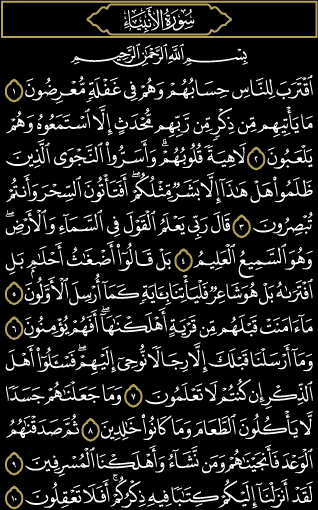 سُورَةُ الأَنبِيَاءِ
بِسْمِ اللَّهِ الرَّحْمَٰنِ الرَّحِيمِ
ٱقۡتَرَبَ لِلنَّاسِ حِسَابُهُمۡ وَهُمۡ فِي غَفۡلَةٖ مُّعۡرِضُونَ ١
مَا يَأۡتِيهِم مِّن ذِكۡرٖ مِّن رَّبِّهِم مُّحۡدَثٍ إِلَّا ٱسۡتَمَعُوهُ وَهُمۡ
يَلۡعَبُونَ ٢ لَاهِيَةٗ قُلُوبُهُمۡۗ وَأَسَرُّواْ ٱلنَّجۡوَى ٱلَّذِينَ
ظَلَمُواْ هَلۡ هَٰذَآ إِلَّا بَشَرٞ مِّثۡلُكُمۡۖ أَفَتَأۡتُونَ ٱلسِّحۡرَ وَأَنتُمۡ
تُبۡصِرُونَ ٣ قَالَ رَبِّي يَعۡلَمُ ٱلۡقَوۡلَ فِي ٱلسَّمَآءِ وَٱلۡأَرۡضِۖ
وَهُوَ ٱلسَّمِيعُ ٱلۡعَلِيمُ ٤ بَلۡ قَالُوٓاْ أَضۡغَٰثُ أَحۡلَٰمِۭ بَلِ
ٱفۡتَرَىٰهُ بَلۡ هُوَ شَاعِرٞ فَلۡيَأۡتِنَا بِـَٔايَةٖ كَمَآ أُرۡسِلَ ٱلۡأَوَّلُونَ ٥
مَآ ءَامَنَتۡ قَبۡلَهُم مِّن قَرۡيَةٍ أَهۡلَكۡنَٰهَآۖ أَفَهُمۡ يُؤۡمِنُونَ ٦
وَمَآ أَرۡسَلۡنَا قَبۡلَكَ إِلَّا رِجَالٗا نُّوحِيٓ إِلَيۡهِمۡۖ فَسۡـَٔلُوٓاْ أَهۡلَ
ٱلذِّكۡرِ إِن كُنتُمۡ لَا تَعۡلَمُونَ ٧ وَمَا جَعَلۡنَٰهُمۡ جَسَدٗا
لَّا يَأۡكُلُونَ ٱلطَّعَامَ وَمَا كَانُواْ خَٰلِدِينَ ٨ ثُمَّ صَدَقۡنَٰهُمُ
ٱلۡوَعۡدَ فَأَنجَيۡنَٰهُمۡ وَمَن نَّشَآءُ وَأَهۡلَكۡنَا ٱلۡمُسۡرِفِينَ ٩
لَقَدۡ أَنزَلۡنَآ إِلَيۡكُمۡ كِتَٰبٗا فِيهِ ذِكۡرُكُمۡۚ أَفَلَا تَعۡقِلُونَ ١٠